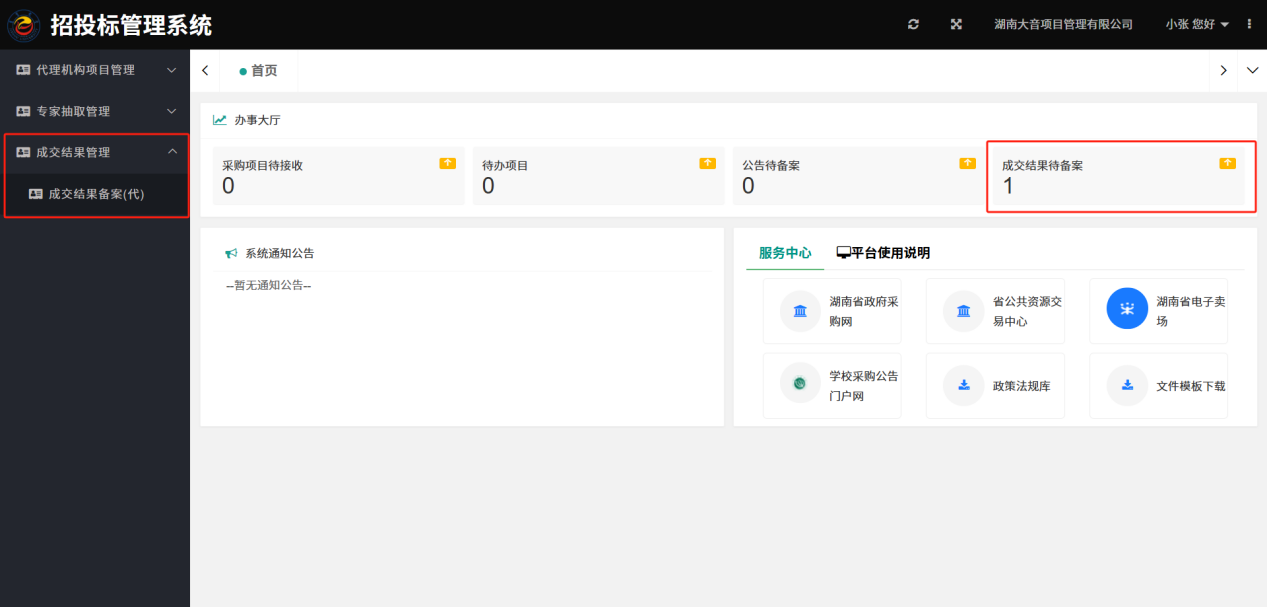 招投标管理系统
湖南大音项目管理有限公司
小张 您好
代理机构项目管理
专家抽取管理
成交结果管理
成交结果备案(代)
首页
办事大厅
采购项目待接收
0
待办项目
0
公告待备案
0
成交结果待备案
1
系统通知公告
--暂无通知公告--
服务中心
平台使用说明
湖南省政府采
购网
省公共资源交
易中心
湖南省电子卖
场
学校采购公告
门户网
政策法规库
文件模板下载